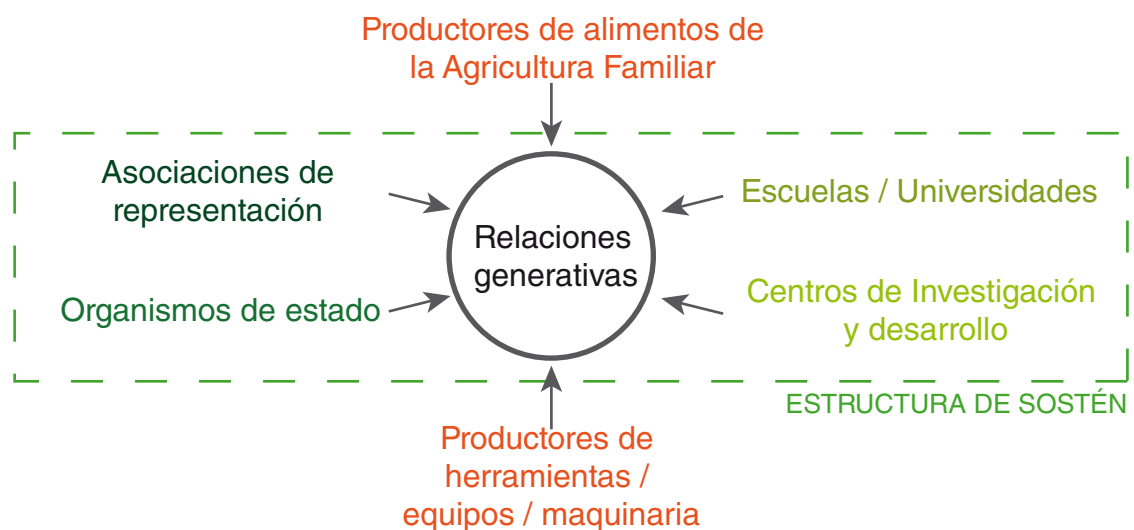 Productores de alimentos de
la Agricultura Familiar
Asociaciones de
representación
Escuelas / Universidades
Relaciones
generativas
Organismos de estado
Centros de Investigación
y desarrollo
ESTRUCTURA DE SOSTÉN
Productores de
herramientas /
equipos / maquinaria